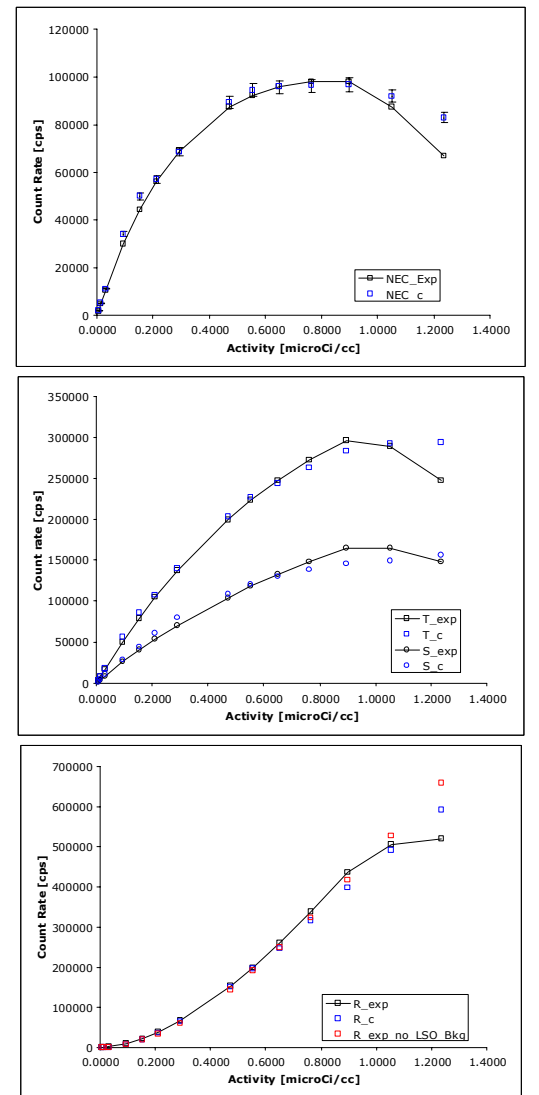 120000
100000
80000
60000
40000
20000
0
Count Rate [cps]
0.0000 0.2000 0.4000 0.6000 0.8000 1.0000 1.2000 1.4000
Activity [microCi/cc]
NEC_Exp
NEC_c
350000
300000
250000
200000
150000
100000
50000
0
Count rate [cps]
0.0000 0.2000 0.4000 0.6000 0.8000 1.0000 1.2000 1.4000
Activity [microCi/cc]
T_exp
T_c
S_exp
S_c
700000
600000
500000
400000
300000
200000
100000
0
Count Rate [cps]
0.0000 0.2000 0.4000 0.6000 0.8000 1.0000 1.2000 1.4000
Activity [microCi/cc]
R_exp
R_c
R_exp_no_LSO_Bkg